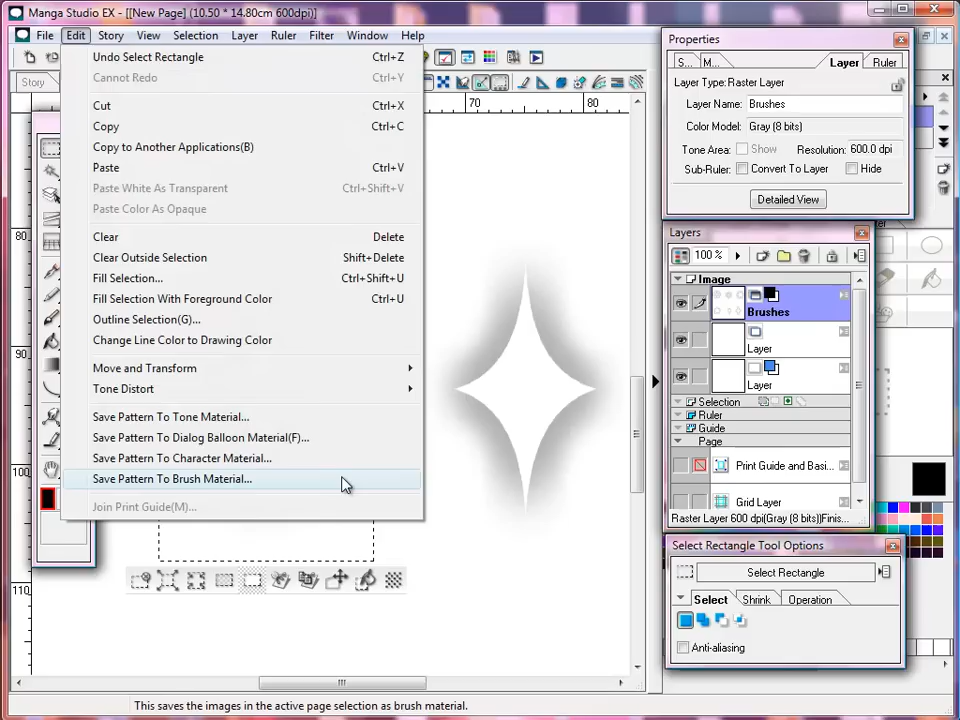 Manga Studio EX - [[New Page] (10.50 * 14.80cm 600dpi)]
File Edit Story View Selection Layer Ruler Filter Window
Story
Undo Select Rectangle Ctrl+Z
Cannot Redo Ctrl+Y
Cut Ctrl+X
Copy Ctrl+C
Copy to Another Applications(B)
Paste Ctrl+V
Paste White As Transparent Ctrl+Shift+V
Paste Color As Opaque
Clear Delete
Clear Outside Selection Shift+Delete
Fill Selection... Ctrl+Shift+U
Fill Selection With Foreground Color Ctrl+U
Outline Selection(G)...
Change Line Color to Drawing Color
Move and Transform
Tone Distort
Save Pattern To Tone Material...
Save Pattern To Dialog Balloon Material(F)...
Save Pattern To Character Material...
Save Pattern To Brush Material...
Join Print Guide(M)...
70 80
80
90
100
110
Properties
S... M... Layer Ruler
Layer Type: Raster Layer
Layer Name: Brushes
Color Model: Gray (8 bits)
Tone Area: Show Resolution: 600.0 dpi
Sub-Ruler: Convert To Layer Hide
Detailed View
Layers
100 %
Image
Brushes
Layer
Layer
Selection
Ruler
Guide
Page
Print Guide and Basi...
Grid Layer
Raster Layer 600 dpi(Gray (8 bits))Finis...
Select Rectangle Tool Options
Select Rectangle
Select Shrink Operation
Anti-aliasing
This saves the images in the active page selection as brush material.